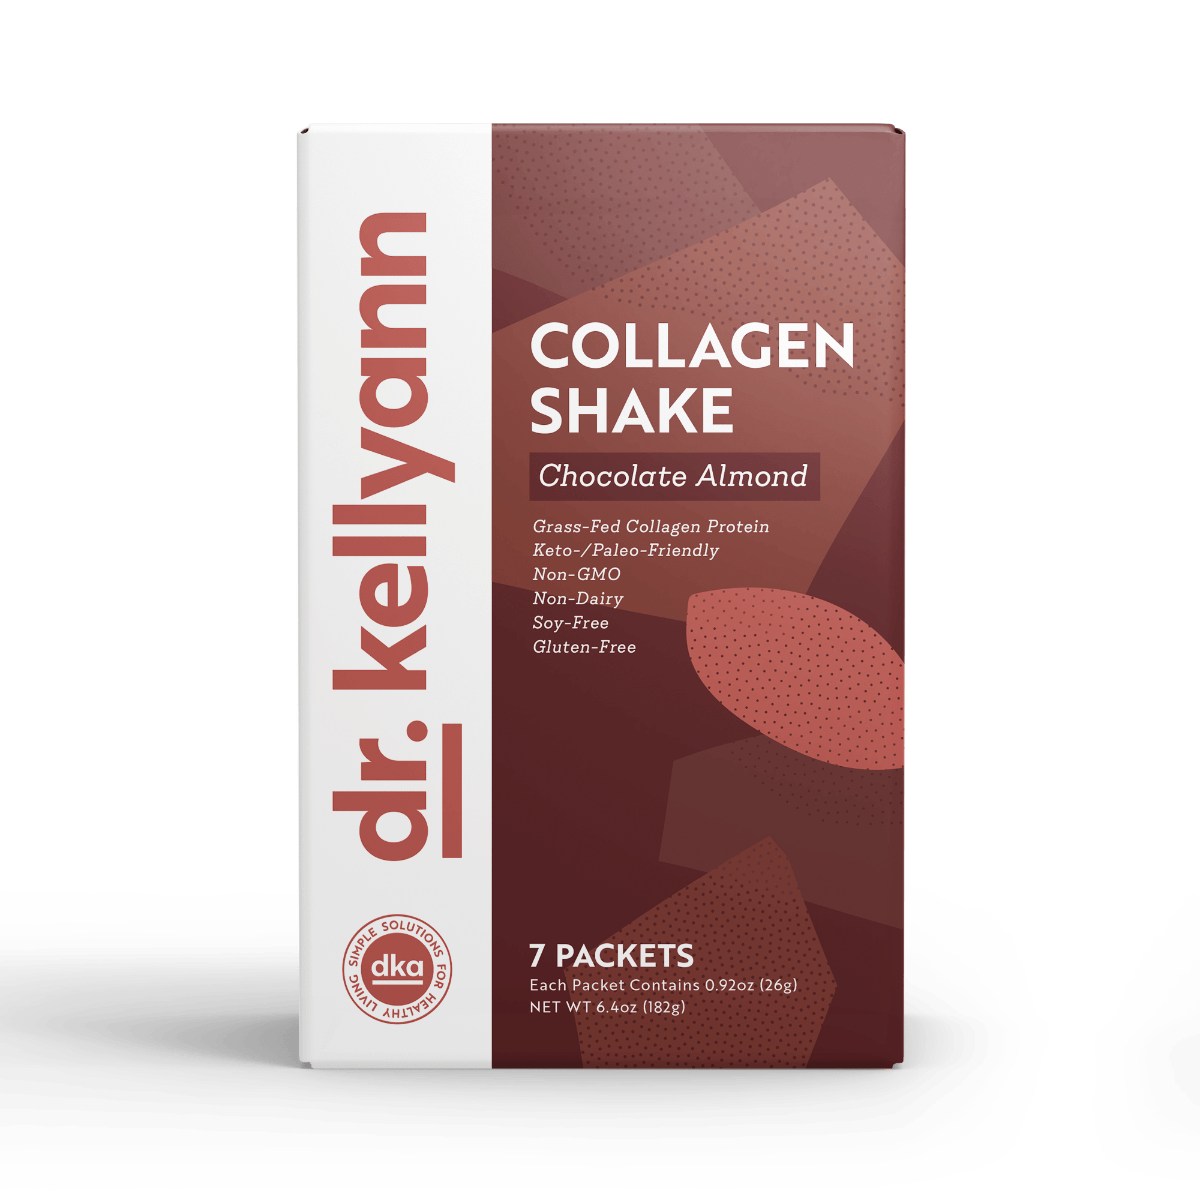 dr. kellyann
SIMPLE SOLUTIONS FOR HEALTHY LIVING
dka
COLLAGEN
SHAKE
Chocolate Almond
Grass-Fed Collagen Protein
Keto-/Paleo-Friendly
Non-GMO
Non-Dairy
Soy-Free
Gluten-Free
7 PACKETS
Each Packet Contains 0.92oz (26g)
NET WT 6.4oz (182g)